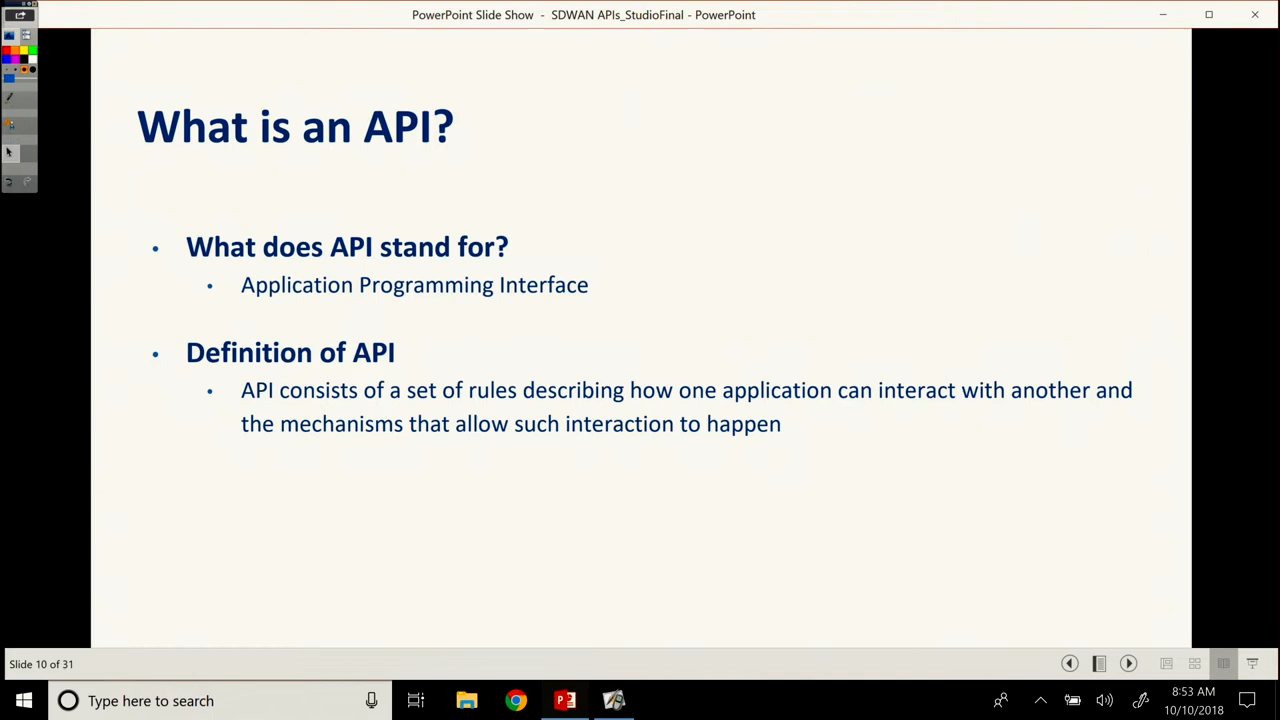 PowerPoint Slide Show - SDWAN APIs_StudioFinal - PowerPoint
What is an API?
• What does API stand for?
• Application Programming Interface
• Definition of API
• API consists of a set of rules describing how one application can interact with another and
the mechanisms that allow such interaction to happen
Slide 10 of 31
Type here to search
8:53 AM
10/10/2018